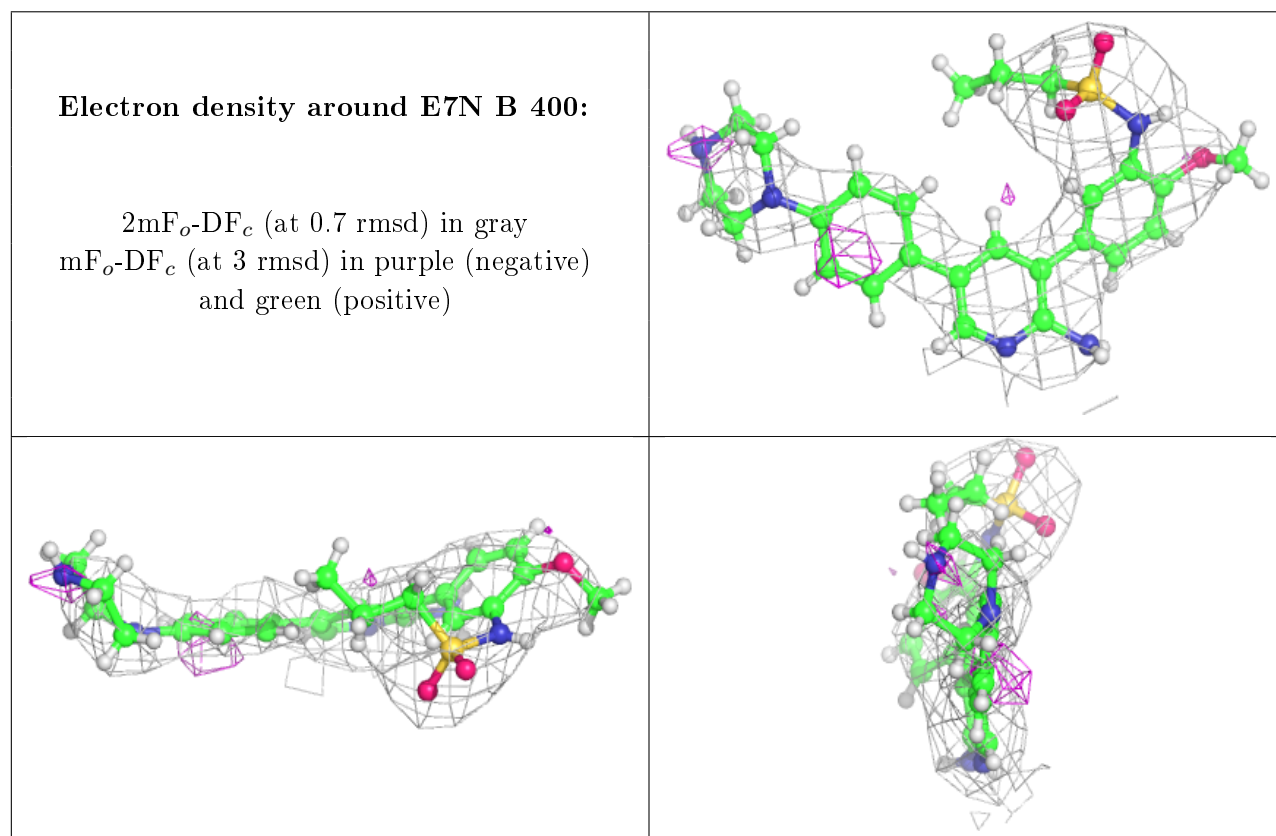 Electron density around E7N B 400:
2mFₒ-DF𝒸 (at 0.7 rmsd) in gray
mFₒ-DF𝒸 (at 3 rmsd) in purple (negative)
and green (positive)